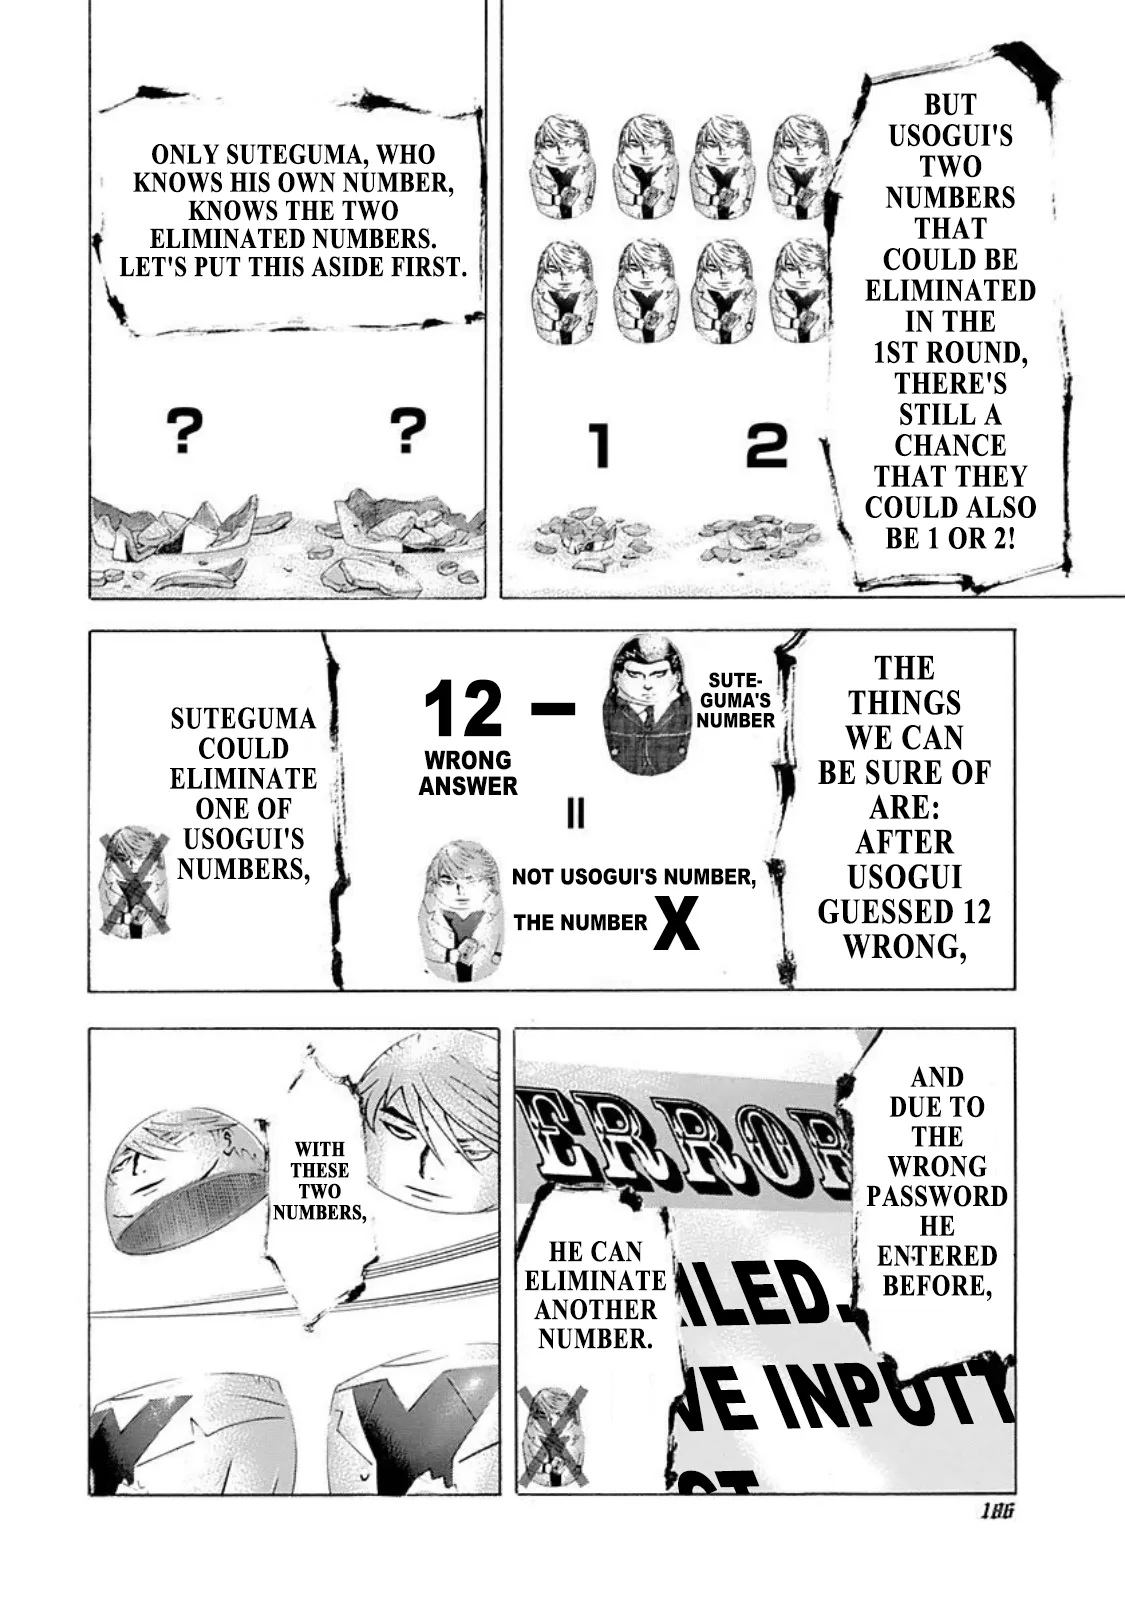 BUT
USOGUI'S
TWO
NUMBERS
THAT
COULD BE
ELIMINATED
IN THE
1ST ROUND,
THERE'S
STILL A
CHANCE
THAT THEY
COULD ALSO
BE 1 OR 2!
1 2
ONLY SUTEGUMA, WHO
KNOWS HIS OWN NUMBER,
KNOWS THE TWO
ELIMINATED NUMBERS.
LET'S PUT THIS ASIDE FIRST.
? ?
THE
THINGS
WE CAN
BE SURE OF
ARE:
AFTER
USOGUI
GUESSED 12
WRONG,
12 –
WRONG
ANSWER
SUTE-
GUMA'S
NUMBER
=
NOT USOGUI'S NUMBER,
THE NUMBER X
SUTEGUMA
COULD
ELIMINATE
ONE OF
USOGUI'S
NUMBERS,
AND
DUE TO
THE
WRONG
PASSWORD
HE
EN-TERED
BEFORE,
ERROR
ILED.
VE INPUTT
HE CAN
ELIMINATE
ANOTHER
NUMBER.
WITH
THESE
TWO
NUMBERS,
186